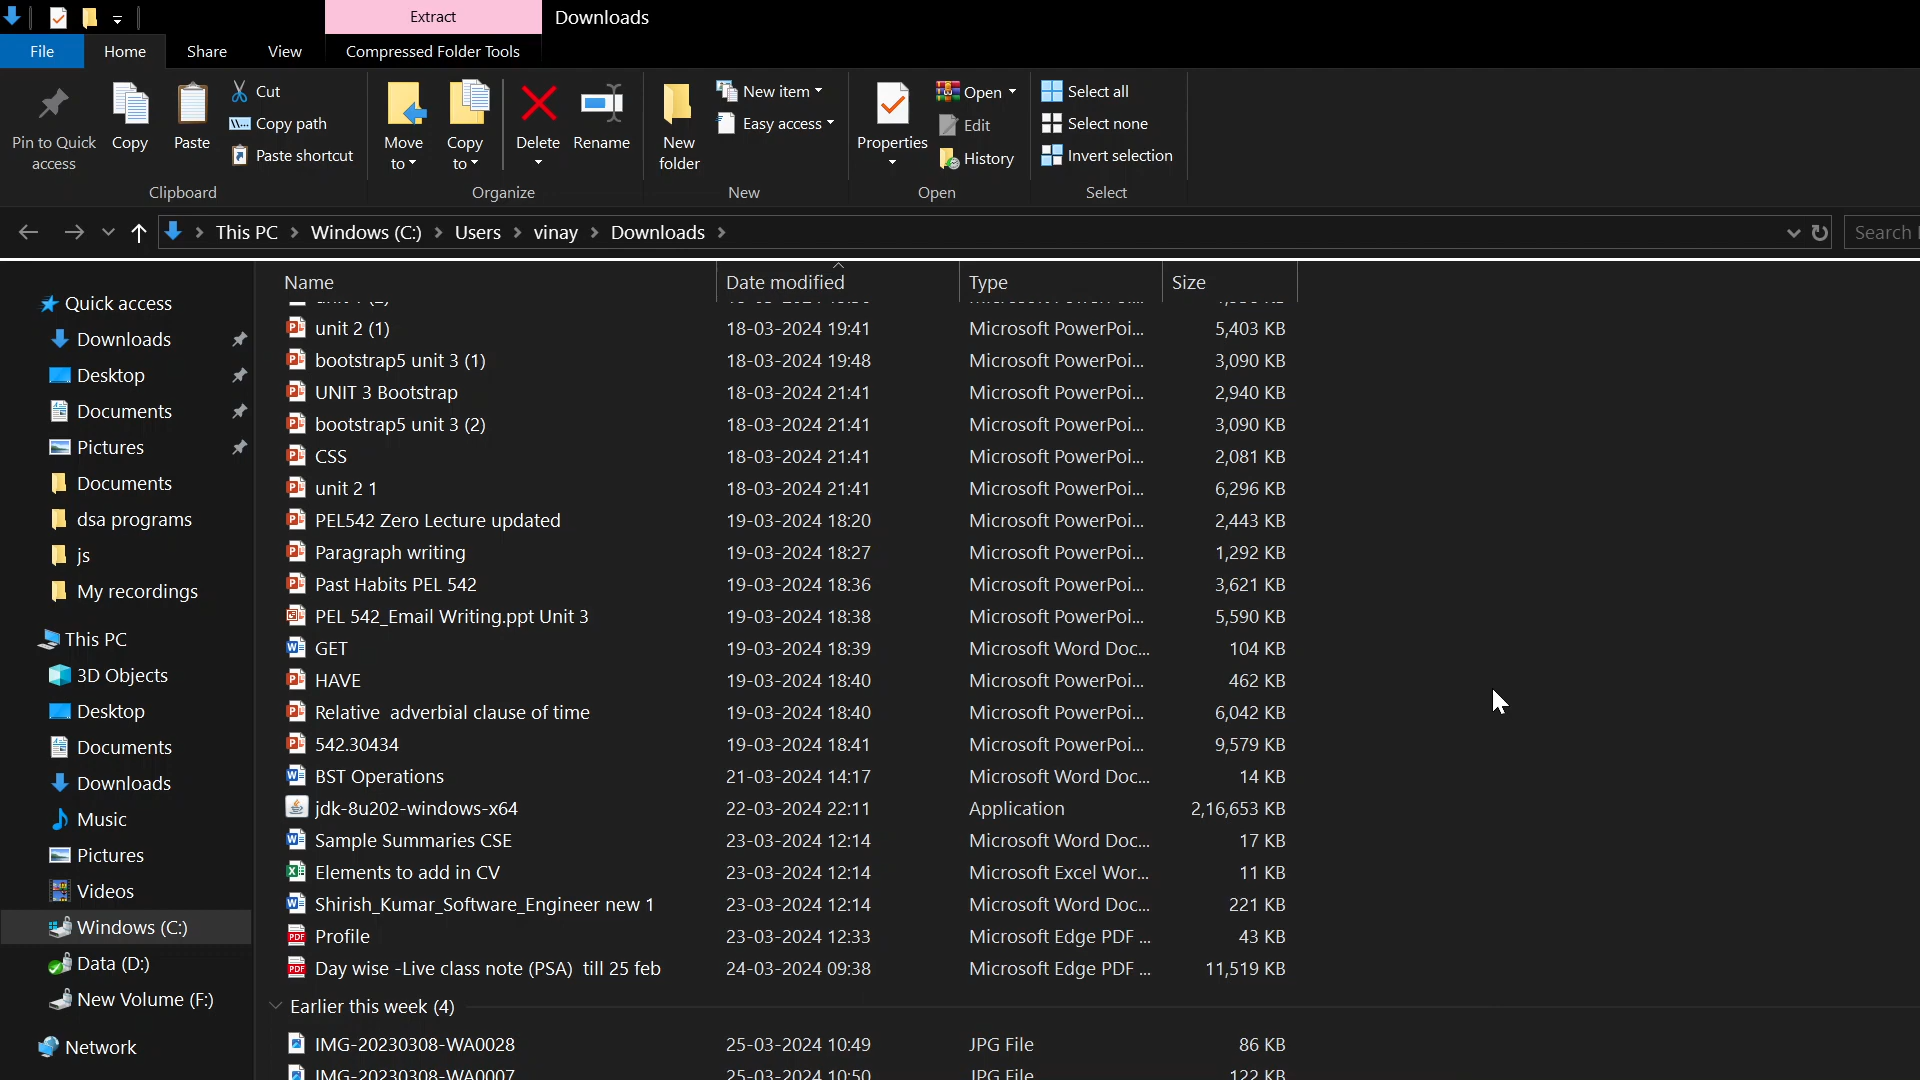 Extract
Downloads
File
Home
Share
View
Compressed Folder Tools
Pin to Quick
access
Copy
Paste
Cut
Copy path
Paste shortcut
Clipboard
Move
to
Copy
to
Delete
Rename
Organize
New
folder
New item
Easy access
New
Properties
Open
Edit
History
Open
Select all
Select none
Invert selection
Select
This PC > Windows (C:) > Users > vinay > Downloads >
Search
Quick access
Downloads
Desktop
Documents
Pictures
Documents
dsa programs
js
My recordings
This PC
3D Objects
Desktop
Documents
Downloads
Music
Pictures
Videos
Windows (C:)
Data (D:)
New Volume (F:)
Network
Name Date modified Type Size
unit 2 (1) 18-03-2024 19:41 Microsoft PowerPoi... 5,403 KB
bootstrap5 unit 3 (1) 18-03-2024 19:48 Microsoft PowerPoi... 3,090 KB
UNIT 3 Bootstrap 18-03-2024 21:41 Microsoft PowerPoi... 2,940 KB
bootstrap5 unit 3 (2) 18-03-2024 21:41 Microsoft PowerPoi... 3,090 KB
CSS 18-03-2024 21:41 Microsoft PowerPoi... 2,081 KB
unit 2 1 18-03-2024 21:41 Microsoft PowerPoi... 6,296 KB
PEL542 Zero Lecture updated 19-03-2024 18:20 Microsoft PowerPoi... 2,443 KB
Paragraph writing 19-03-2024 18:27 Microsoft PowerPoi... 1,292 KB
Past Habits PEL 542 19-03-2024 18:36 Microsoft PowerPoi... 3,621 KB
PEL 542_Email Writing.ppt Unit 3 19-03-2024 18:38 Microsoft PowerPoi... 5,590 KB
GET 19-03-2024 18:39 Microsoft Word Doc... 104 KB
HAVE 19-03-2024 18:40 Microsoft PowerPoi... 462 KB
Relative adverbial clause of time 19-03-2024 18:40 Microsoft PowerPoi... 6,042 KB
542.30434 19-03-2024 18:41 Microsoft PowerPoi... 9,579 KB
BST Operations 21-03-2024 14:17 Microsoft Word Doc... 14 KB
jdk-8u202-windows-x64 22-03-2024 22:11 Application 2,16,653 KB
Sample Summaries CSE 23-03-2024 12:14 Microsoft Word Doc... 17 KB
Elements to add in CV 23-03-2024 12:14 Microsoft Excel Wor... 11 KB
Shirish_Kumar_Software_Engineer new 1 23-03-2024 12:14 Microsoft Word Doc... 221 KB
Profile 23-03-2024 12:33 Microsoft Edge PDF ... 43 KB
Day wise -Live class note (PSA) till 25 feb 24-03-2024 09:38 Microsoft Edge PDF ... 11,519 KB
Earlier this week (4)
IMG-20230308-WA0028 25-03-2024 10:49 JPG File 86 KB
IMG-20230308-WA0007 25-03-2024 10:50 JPG File 122 KB